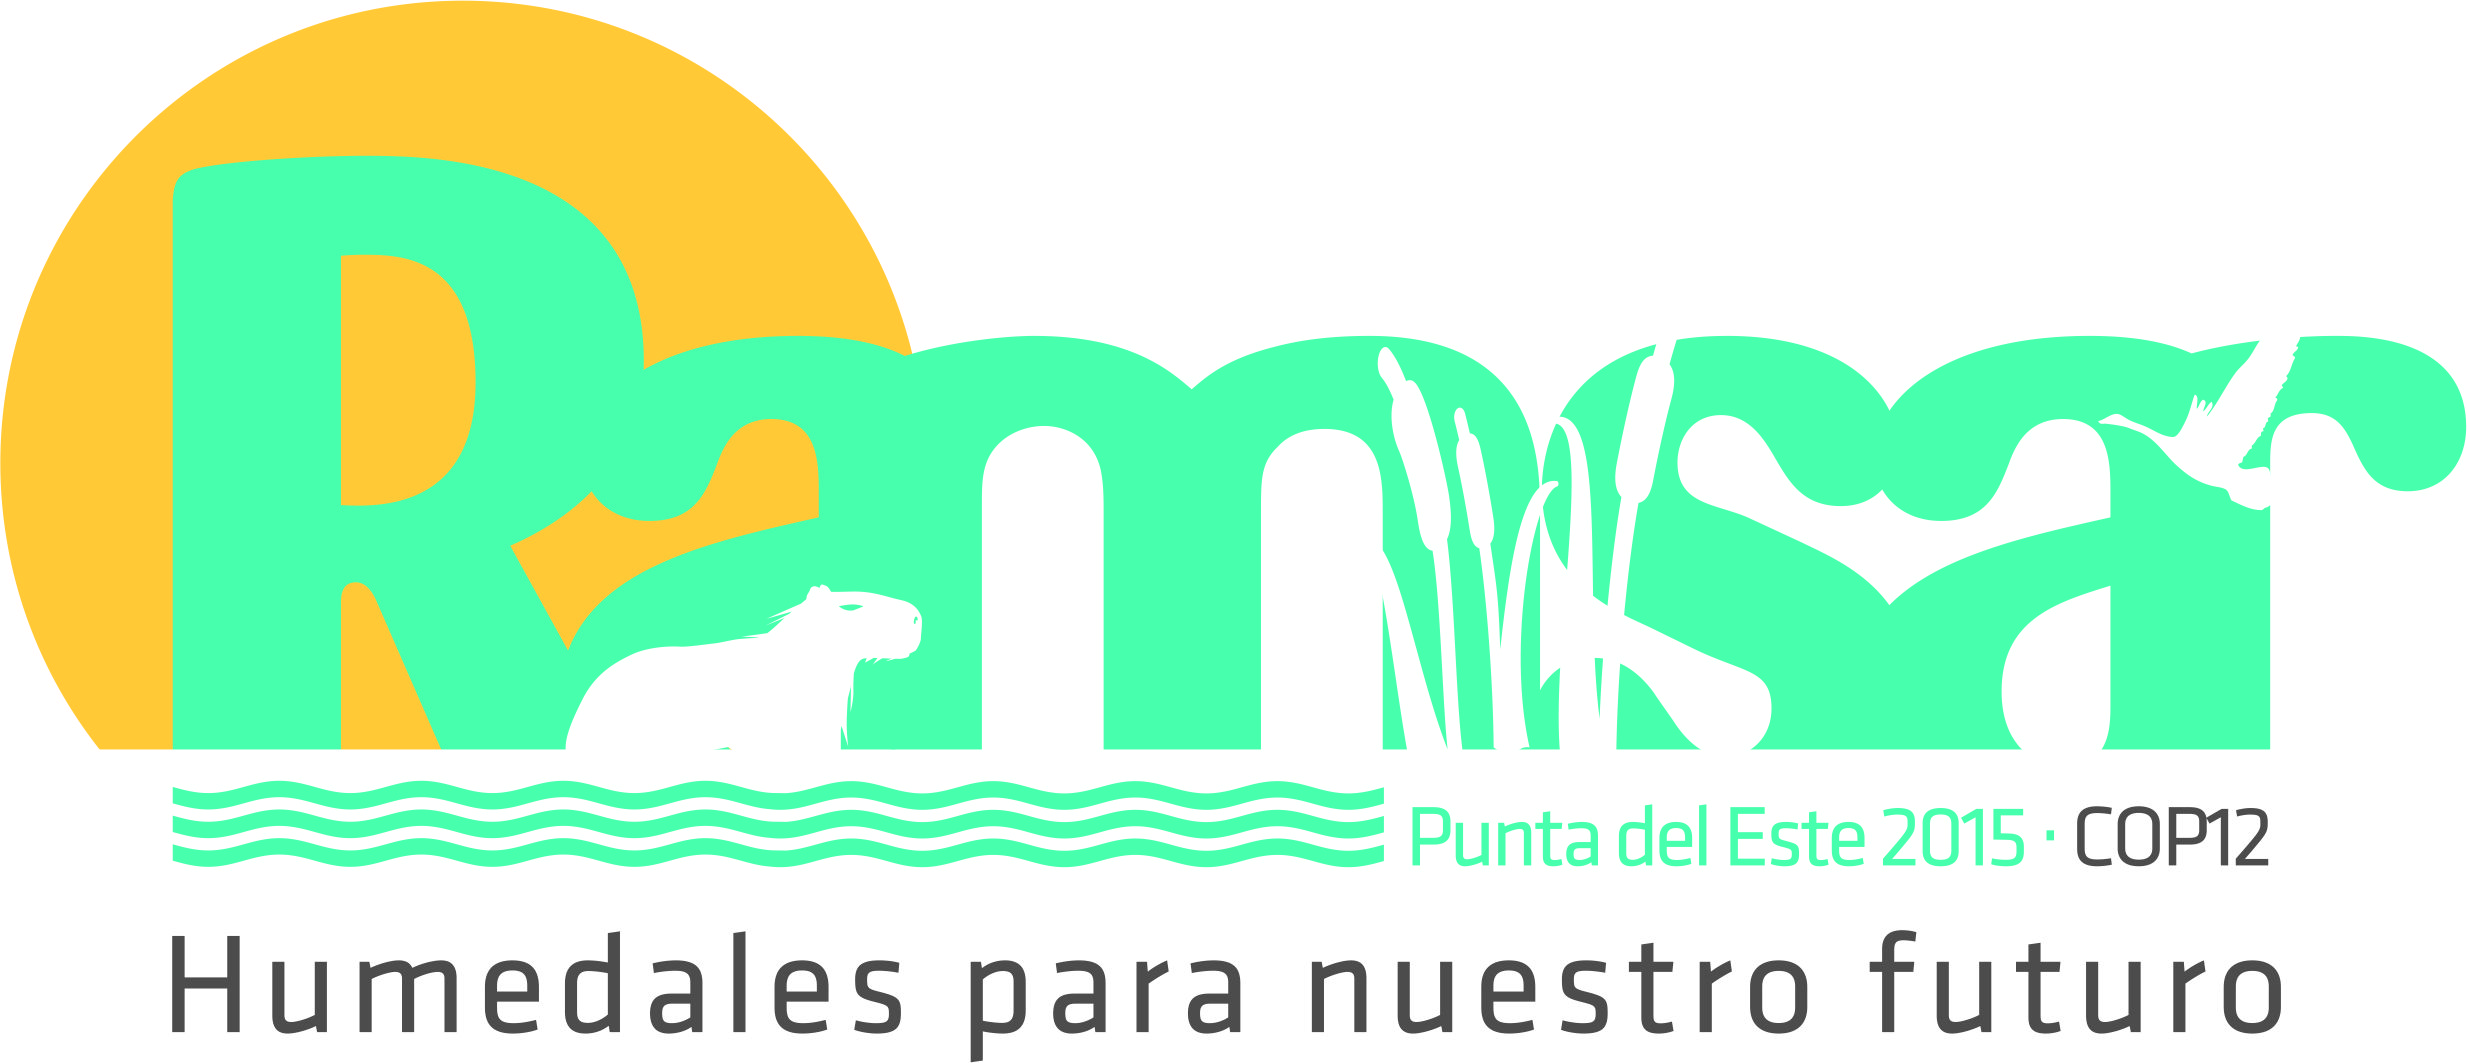 Ramsar
Punta del Este 2015 · COP12
Humedales para nuestro futuro